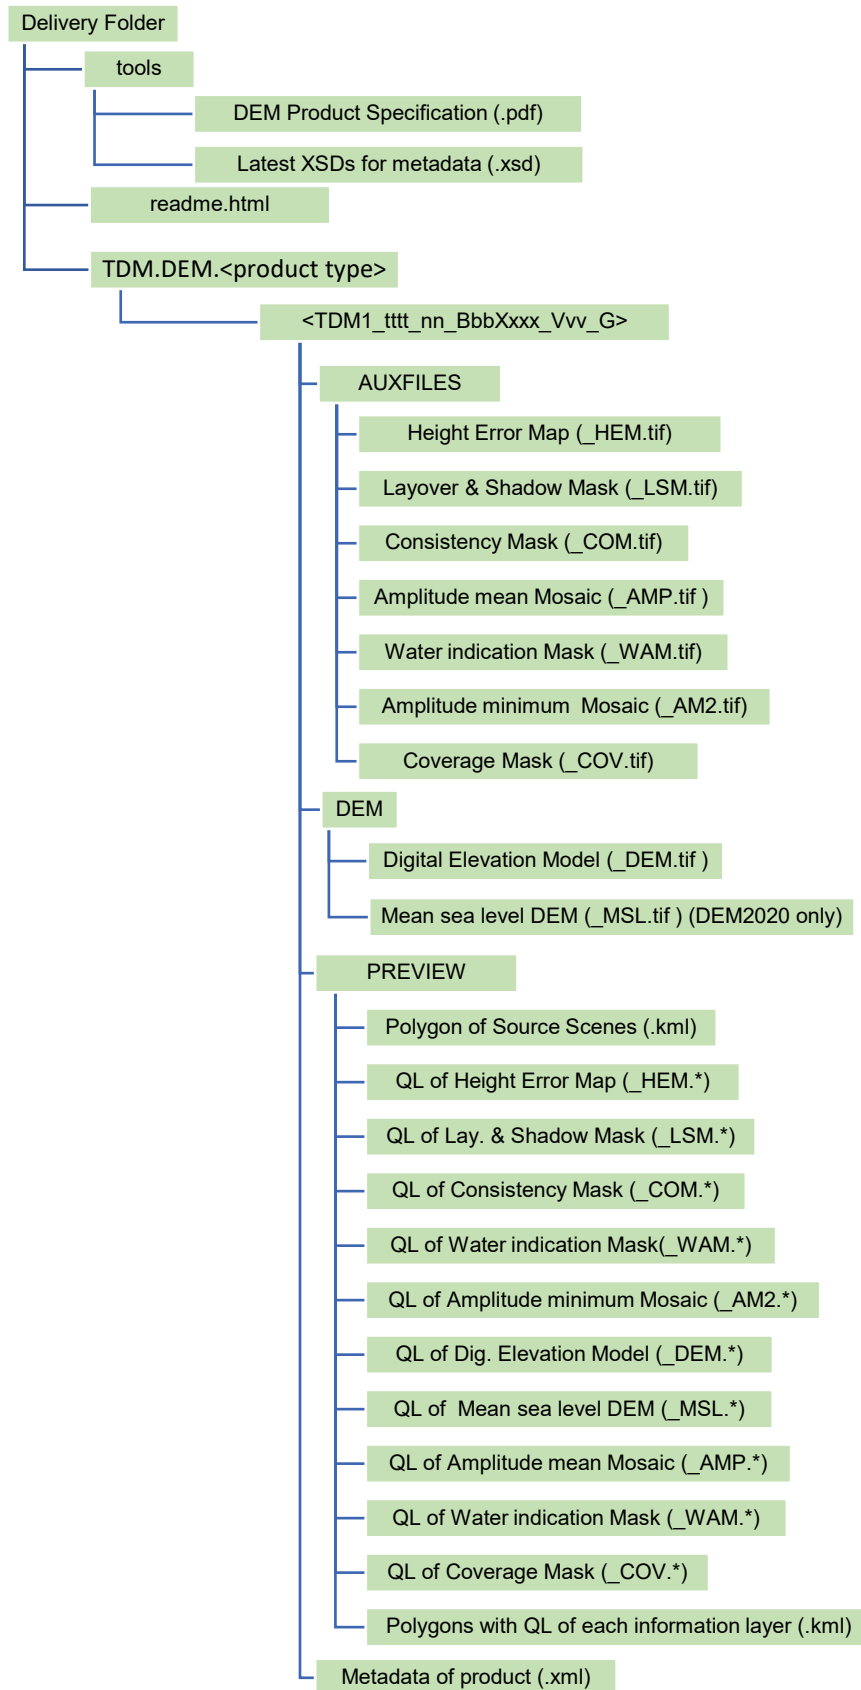 Delivery Folder
tools
DEM Product Specification (.pdf)
Latest XSDs for metadata (.xsd)
readme.html
TDM.DEM.<product type>
<TDM1_tttt_nn_BbbXxxx_Vvv_G>
AUXFILES
Height Error Map (_HEM.tif)
Layover & Shadow Mask (_LSM.tif)
Consistency Mask (_COM.tif)
Amplitude mean Mosaic (_AMP.tif )
Water indication Mask (_WAM.tif)
Amplitude minimum  Mosaic (_AM2.tif)
Coverage Mask (_COV.tif)
DEM
Digital Elevation Model (_DEM.tif )
Mean sea level DEM (_MSL.tif ) (DEM2020 only)
PREVIEW
Polygon of Source Scenes (.kml)
QL of Height Error Map (_HEM.*)
QL of Lay. & Shadow Mask (_LSM.*)
QL of Consistency Mask (_COM.*)
QL of Water indication Mask(_WAM.*)
QL of Amplitude minimum Mosaic (_AM2.*)
QL of Dig. Elevation Model (_DEM.*)
QL of  Mean sea level DEM (_MSL.*)
QL of Amplitude mean Mosaic (_AMP.*)
QL of Water indication Mask (_WAM.*)
QL of Coverage Mask (_COV.*)
Polygons with QL of each information layer (.kml)
Metadata of product (.xml)